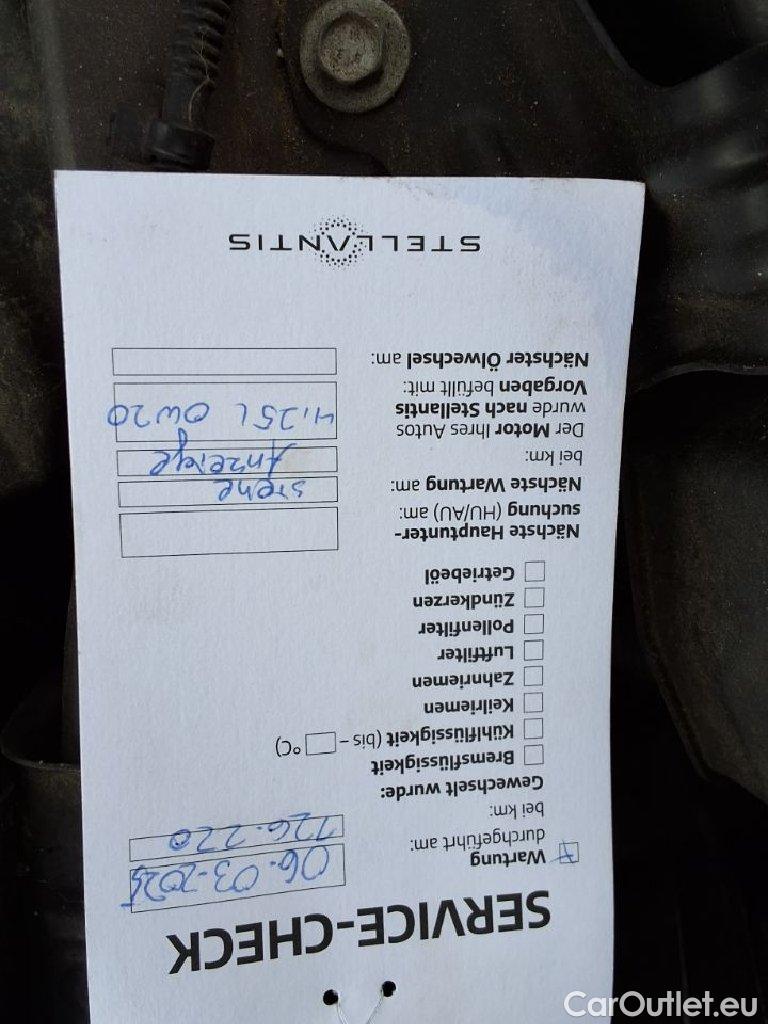 SERVICE-CHECK
Wartung
durchgeführt am: 06.03-2025
bei km: 126.220
Gewechselt wurde:
Bremsflüssigkeit
Kühlflüssigkeit (bis – °C)
Keilriemen
Zahnriemen
Luftfilter
Pollenfilter
Zündkerzen
Getriebeöl
Nächste Hauptunter-
suchung (HU/AU) am:
Nächste Wartung am: siehe
bei km: Anzeige
Der Motor Ihres Autos
wurde nach Stellantis 4,25 l 0W20
Vorgaben befüllt mit:
Nächster Ölwechsel am:
STELLANTIS
CarOutlet.eu